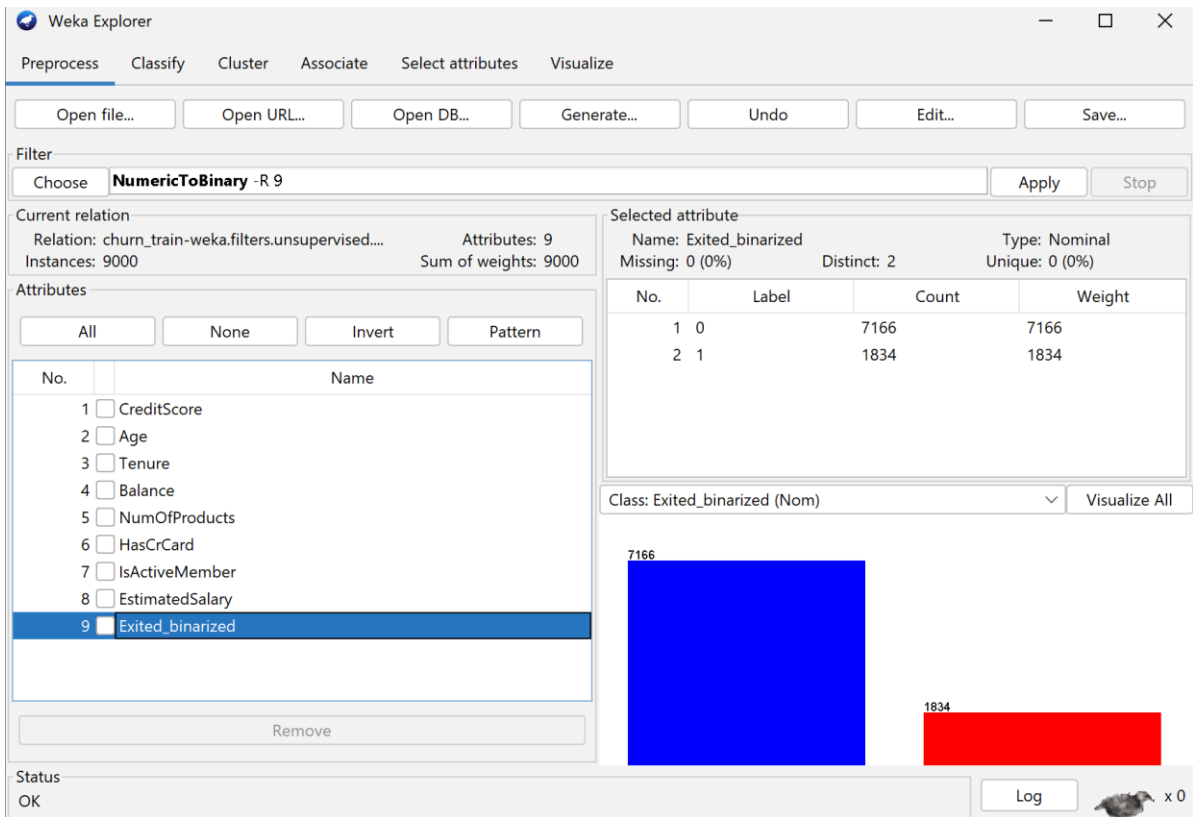 Weka Explorer
Preprocess Classify Cluster Associate Select attributes Visualize
Open file... Open URL... Open DB... Generate... Undo Edit... Save...
Filter
Choose NumericToBinary -R 9 Apply Stop
Current relation
Relation: churn_train-weka.filters.unsupervised.... Attributes: 9
Instances: 9000 Sum of weights: 9000
Attributes
All None Invert Pattern
No. Name
1 CreditScore
2 Age
3 Tenure
4 Balance
5 NumOfProducts
6 HasCrCard
7 IsActiveMember
8 EstimatedSalary
9 Exited_binarized
Remove
Selected attribute
Name: Exited_binarized Type: Nominal
Missing: 0 (0%) Distinct: 2 Unique: 0 (0%)
No. Label Count Weight
1 0 7166 7166
2 1 1834 1834
Class: Exited_binarized (Nom) Visualize All
7166
1834
Status
OK
Log x 0